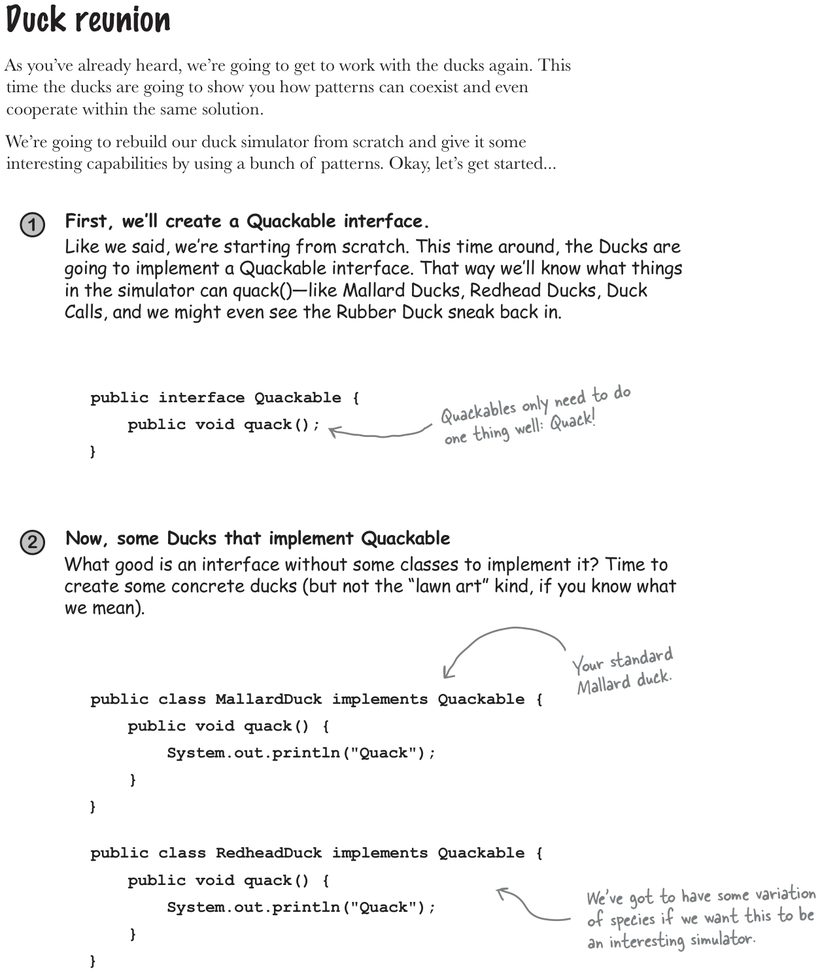 Duck reunion
As you’ve already heard, we’re going to get to work with the ducks again. This
time the ducks are going to show you how patterns can coexist and even
cooperate within the same solution.
We’re going to rebuild our duck simulator from scratch and give it some
interesting capabilities by using a bunch of patterns. Okay, let’s get started...
1 First, we’ll create a Quackable interface.
Like we said, we’re starting from scratch. This time around, the Ducks are
going to implement a Quackable interface. That way we’ll know what things
in the simulator can quack()—like Mallard Ducks, Redhead Ducks, Duck
Calls, and we might even see the Rubber Duck sneak back in.
public interface Quackable {
public void quack();
}
Quackables only need to do
one thing well: Quack!
2 Now, some Ducks that implement Quackable
What good is an interface without some classes to implement it? Time to
create some concrete ducks (but not the “lawn art” kind, if you know what
we mean).
Your standard
Mallard duck.
public class MallardDuck implements Quackable {
public void quack() {
System.out.println("Quack");
}
}
public class RedheadDuck implements Quackable {
public void quack() {
System.out.println("Quack");
}
}
We’ve got to have some variation
of species if we want this to be
an interesting simulator.